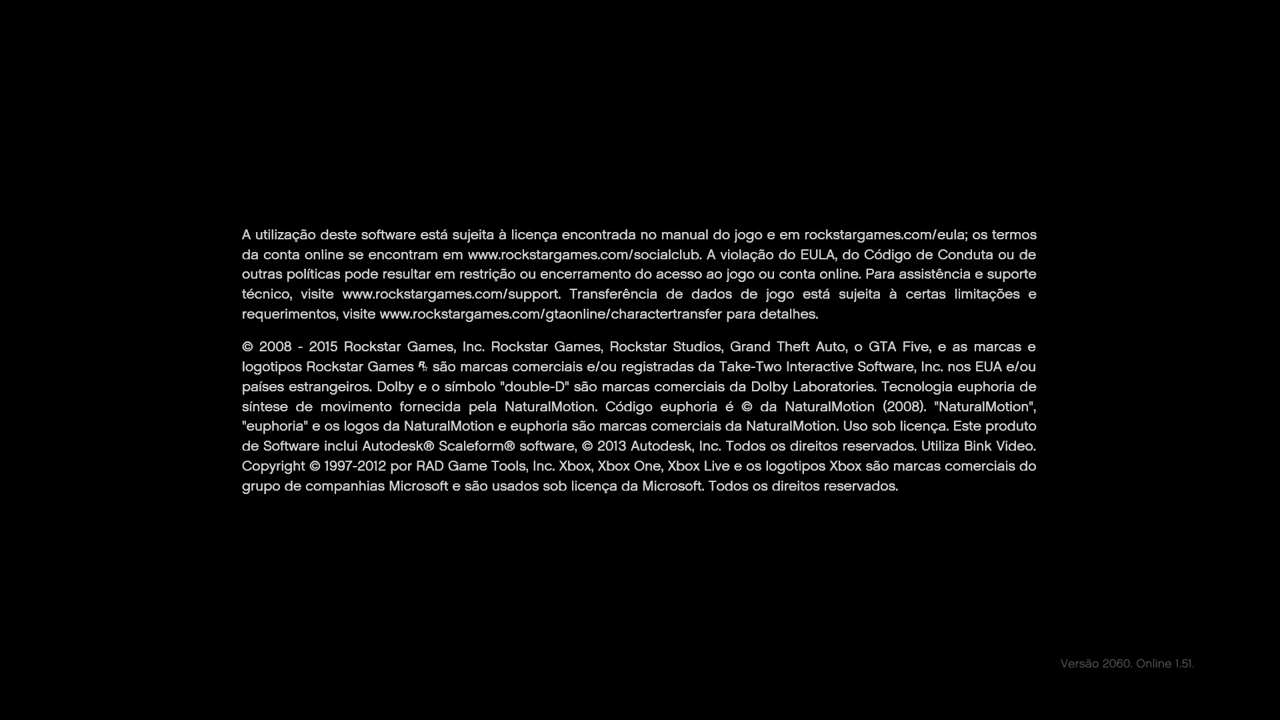 A utilização deste software está sujeita à licença encontrada no manual do jogo e em rockstargames.com/eula; os termos
da conta online se encontram em www.rockstargames.com/socialclub. A violação do EULA, do Código de Conduta ou de
outras políticas pode resultar em restrição ou encerramento do acesso ao jogo ou conta online. Para assistência e suporte
técnico, visite www.rockstargames.com/support. Transferência de dados de jogo está sujeita à certas limitações e
requerimentos, visite www.rockstargames.com/gtaonline/charactertransfer para detalhes.
© 2008 - 2015 Rockstar Games, Inc. Rockstar Games, Rockstar Studios, Grand Theft Auto, o GTA Five, e as marcas e
logotipos Rockstar Games R* são marcas comerciais e/ou registradas da Take-Two Interactive Software, Inc. nos EUA e/ou
países estrangeiros. Dolby e o símbolo "double-D" são marcas comerciais da Dolby Laboratories. Tecnologia euphoria de
síntese de movimento fornecida pela NaturalMotion. Código euphoria é © da NaturalMotion (2008). "NaturalMotion",
"euphoria" e os logos da NaturalMotion e euphoria são marcas comerciais da NaturalMotion. Uso sob licença. Este produto
de Software inclui Autodesk® Scaleform® software, © 2013 Autodesk, Inc. Todos os direitos reservados. Utiliza Bink Video.
Copyright © 1997-2012 por RAD Game Tools, Inc. Xbox, Xbox One, Xbox Live e os logotipos Xbox são marcas comerciais do
grupo de companhias Microsoft e são usados sob licença da Microsoft. Todos os direitos reservados.
Versão 2060. Online 1.51.